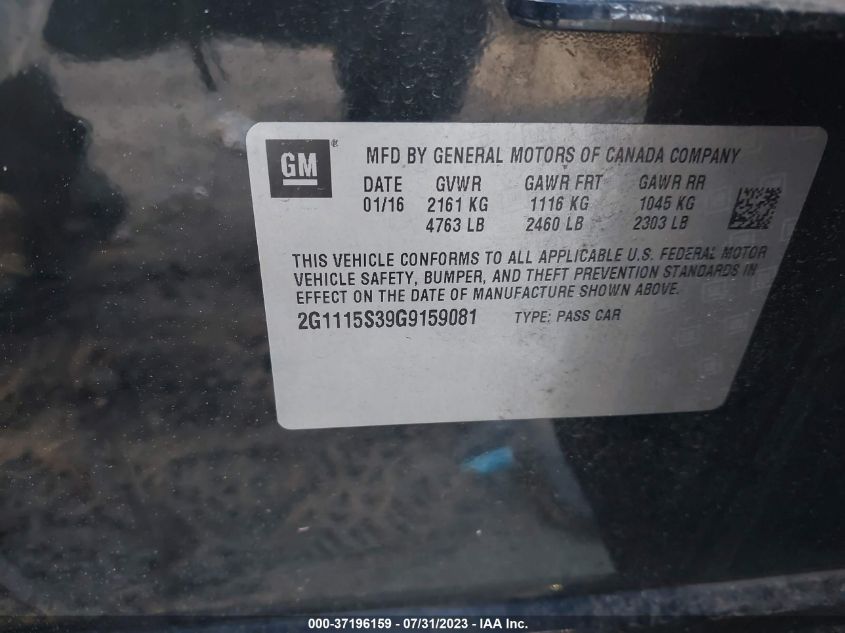 GM ®
MFD BY GENERAL MOTORS OF CANADA COMPANY
DATE GVWR GAWR FRT GAWR RR
01/16 2161 KG 1116 KG 1045 KG
4763 LB 2460 LB 2303 LB
THIS VEHICLE CONFORMS TO ALL APPLICABLE U.S. FEDERAL MOTOR
VEHICLE SAFETY, BUMPER, AND THEFT PREVENTION STANDARDS IN
EFFECT ON THE DATE OF MANUFACTURE SHOWN ABOVE.
2G1115S39G9159081 TYPE: PASS CAR
000-37196159 - 07/31/2023 - IAA Inc.